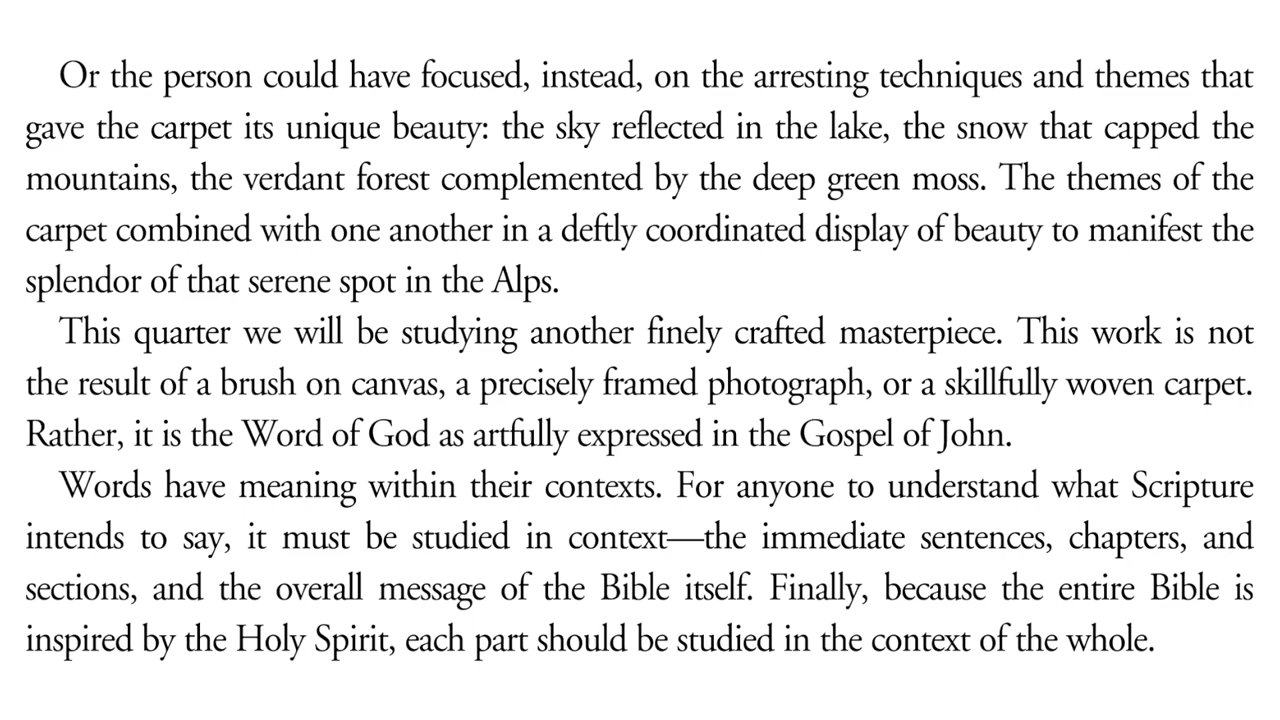 Or the person could have focused, instead, on the arresting techniques and themes that
gave the carpet its unique beauty: the sky reflected in the lake, the snow that capped the
mountains, the verdant forest complemented by the deep green moss. The themes of the
carpet combined with one another in a deftly coordinated display of beauty to manifest the
splendor of that serene spot in the Alps.
This quarter we will be studying another finely crafted masterpiece. This work is not
the result of a brush on canvas, a precisely framed photograph, or a skillfully woven carpet.
Rather, it is the Word of God as artfully expressed in the Gospel of John.
Words have meaning within their contexts. For anyone to understand what Scripture
intends to say, it must be studied in context—the immediate sentences, chapters, and
sections, and the overall message of the Bible itself. Finally, because the entire Bible is
inspired by the Holy Spirit, each part should be studied in the context of the whole.